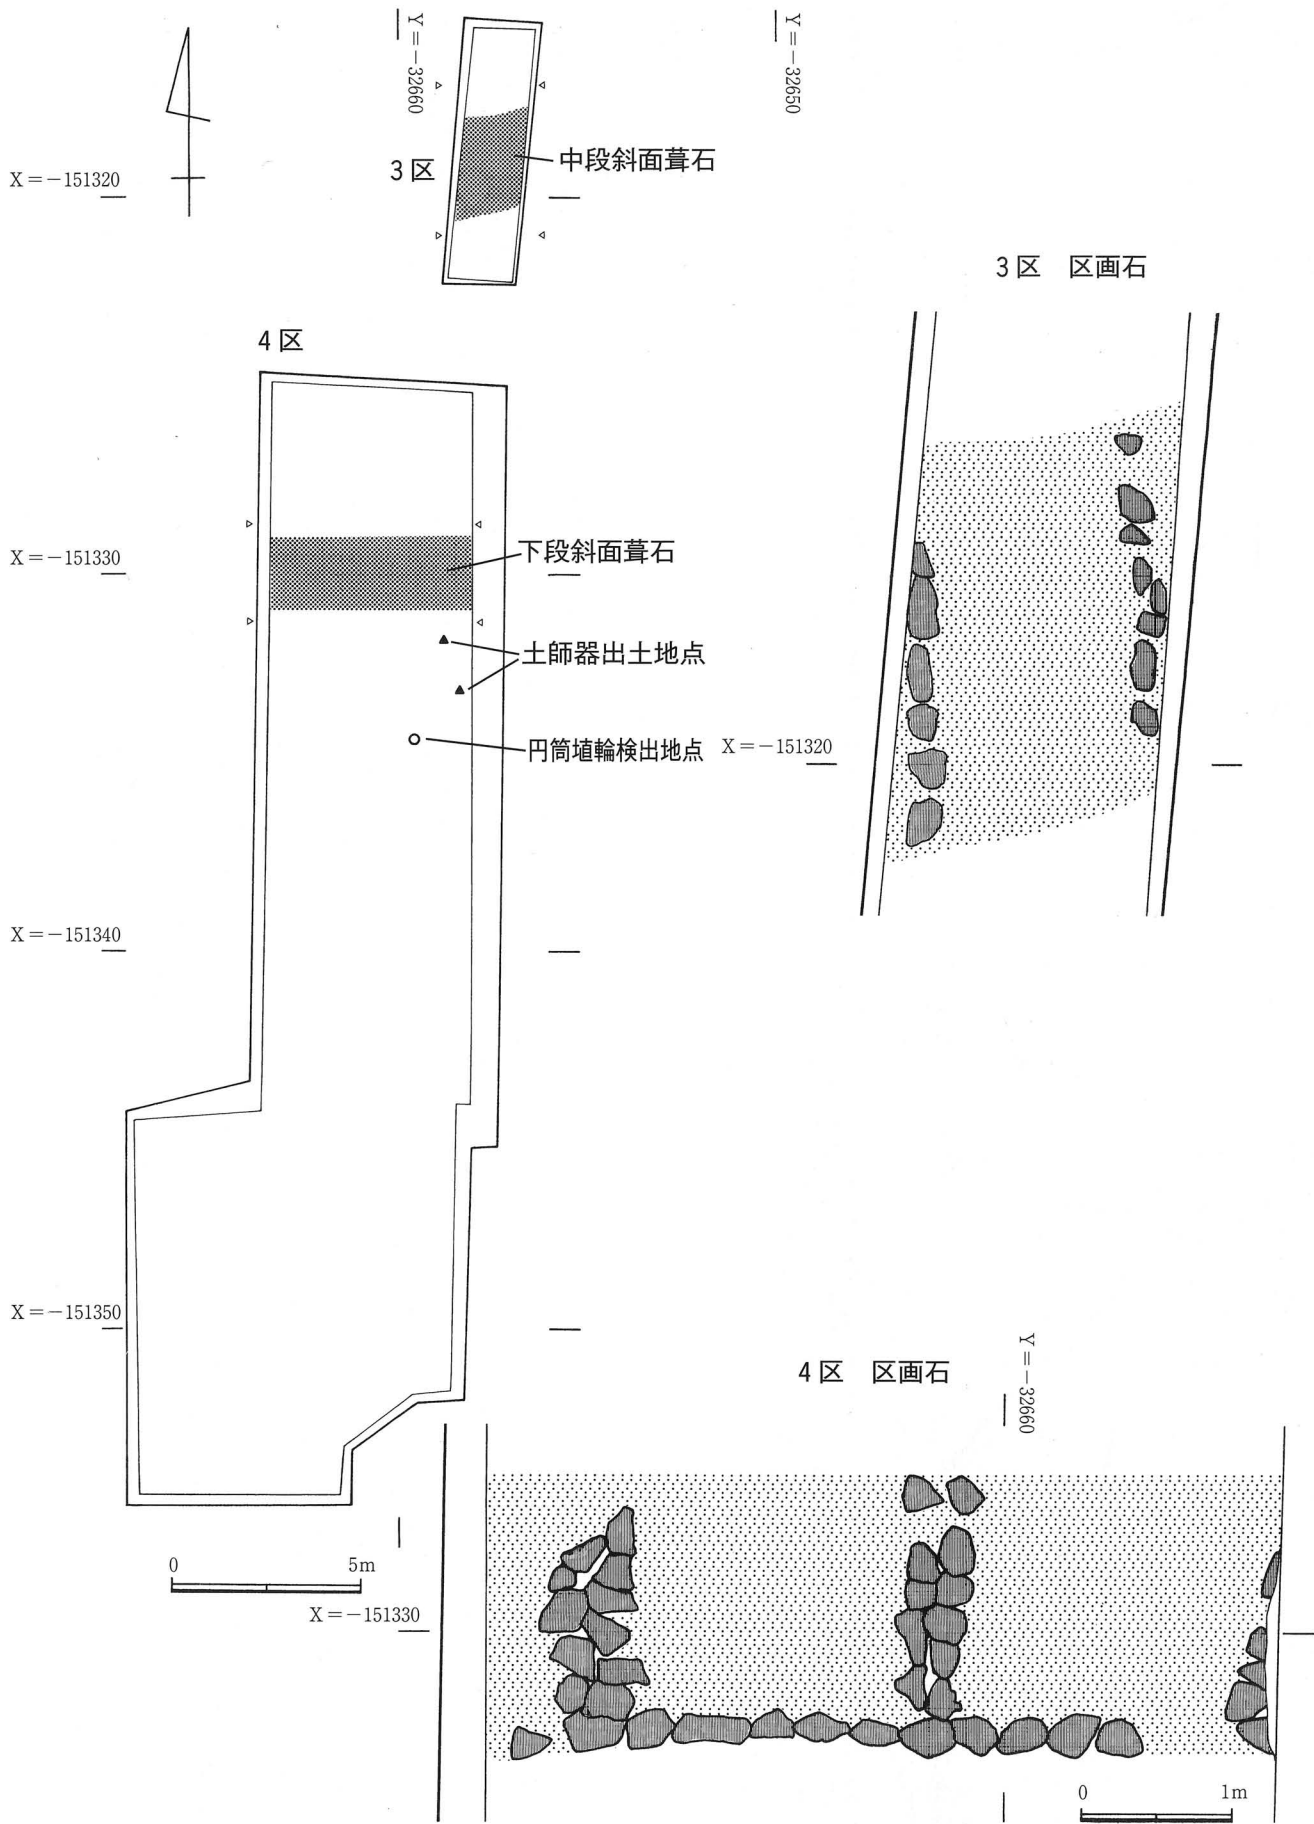 Y=-32660
Y=-32650
X=-151320
3区
中段斜面葺石
3区 区画石
4区
X=-151330
下段斜面葺石
土師器出土地点
円筒埴輪検出地点
X=-151320
X=-151340
X=-151350
4区 区画石
Y=-32660
0 5m
X=-151330
0 1m